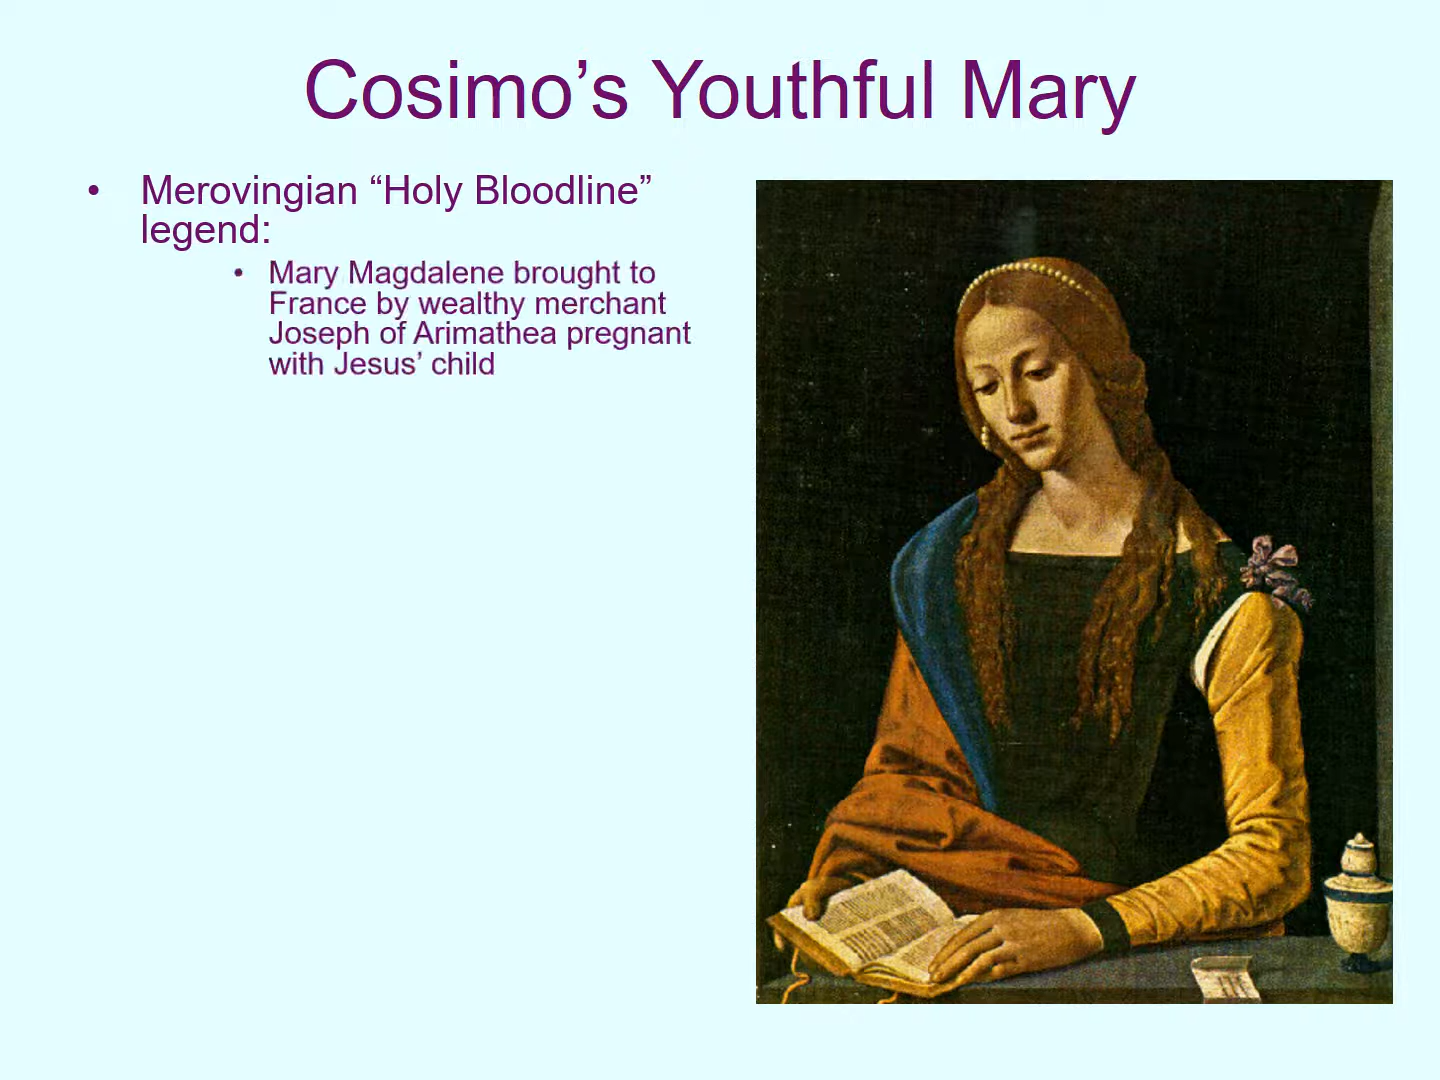 Cosimo’s Youthful Mary
• Merovingian “Holy Bloodline”
legend:
• Mary Magdalene brought to
France by wealthy merchant
Joseph of Arimathea pregnant
with Jesus’ child